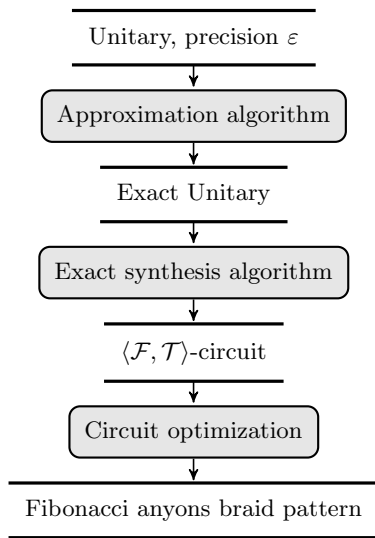 Unitary, precision ε
Approximation algorithm
Exact Unitary
Exact synthesis algorithm
⟨ℱ, 𝒯⟩-circuit
Circuit optimization
Fibonacci anyons braid pattern